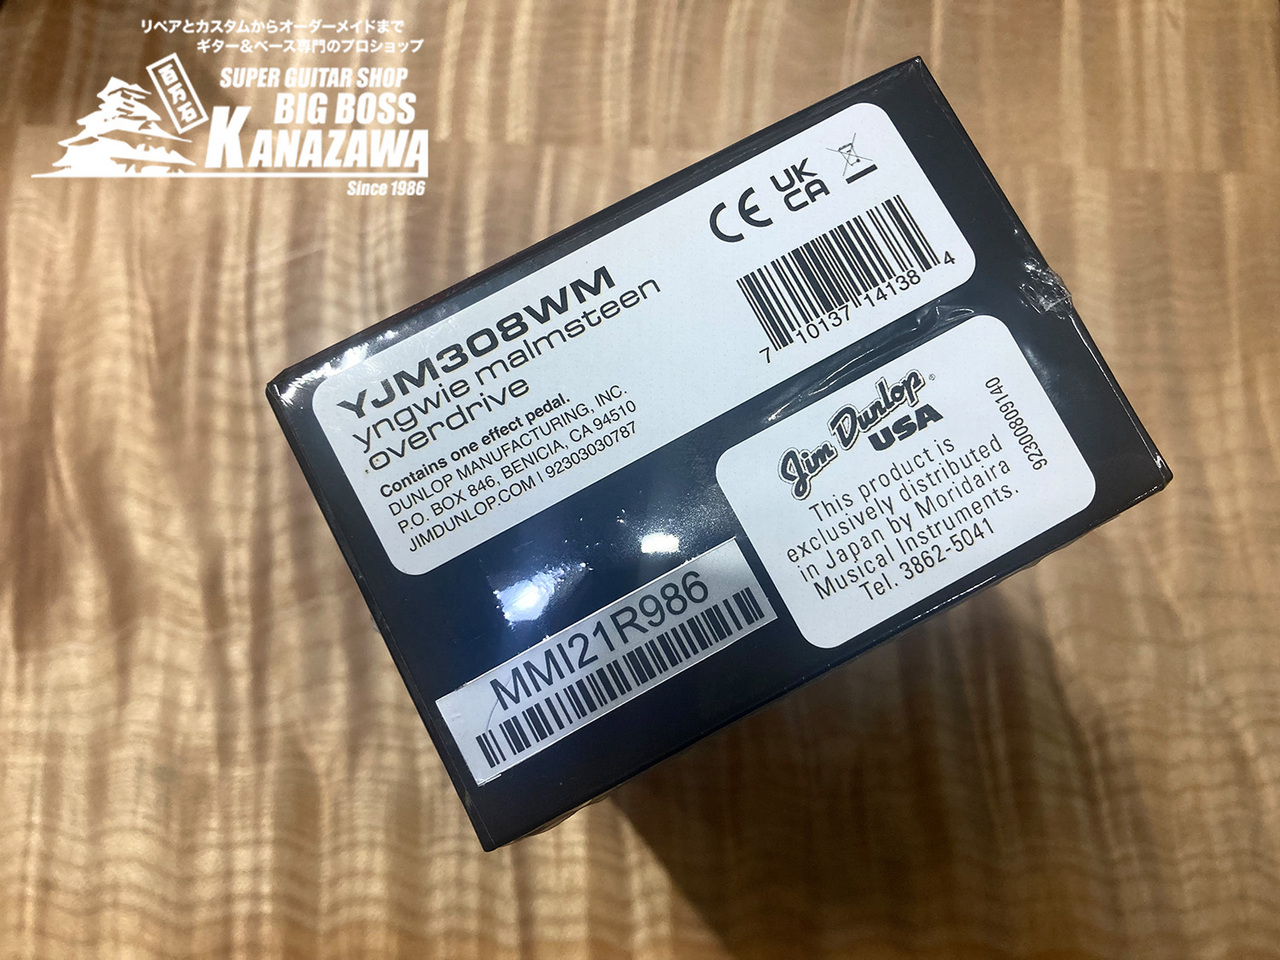 リペアとカスタムからオーダーメイドまで
ギター&ベース専門のプロショップ
百万石
SUPER GUITAR SHOP
BIG BOSS
KANAZAWA
Since 1986
YJM308WM
yngwie malmsteen
overdrive
Contains one effect pedal.
DUNLOP MANUFACTURING, INC.
P.O. BOX 846, BENICIA, CA 94510
JIMDUNLOP.COM | 92303030787
CE UK CA
7 10137 14138 4
Jim Dunlop®
USA
This product is
exclusively distributed
in Japan by Moridaira
Musical Instruments.
Tel. 3862-5041
92300809140
MMI21R986